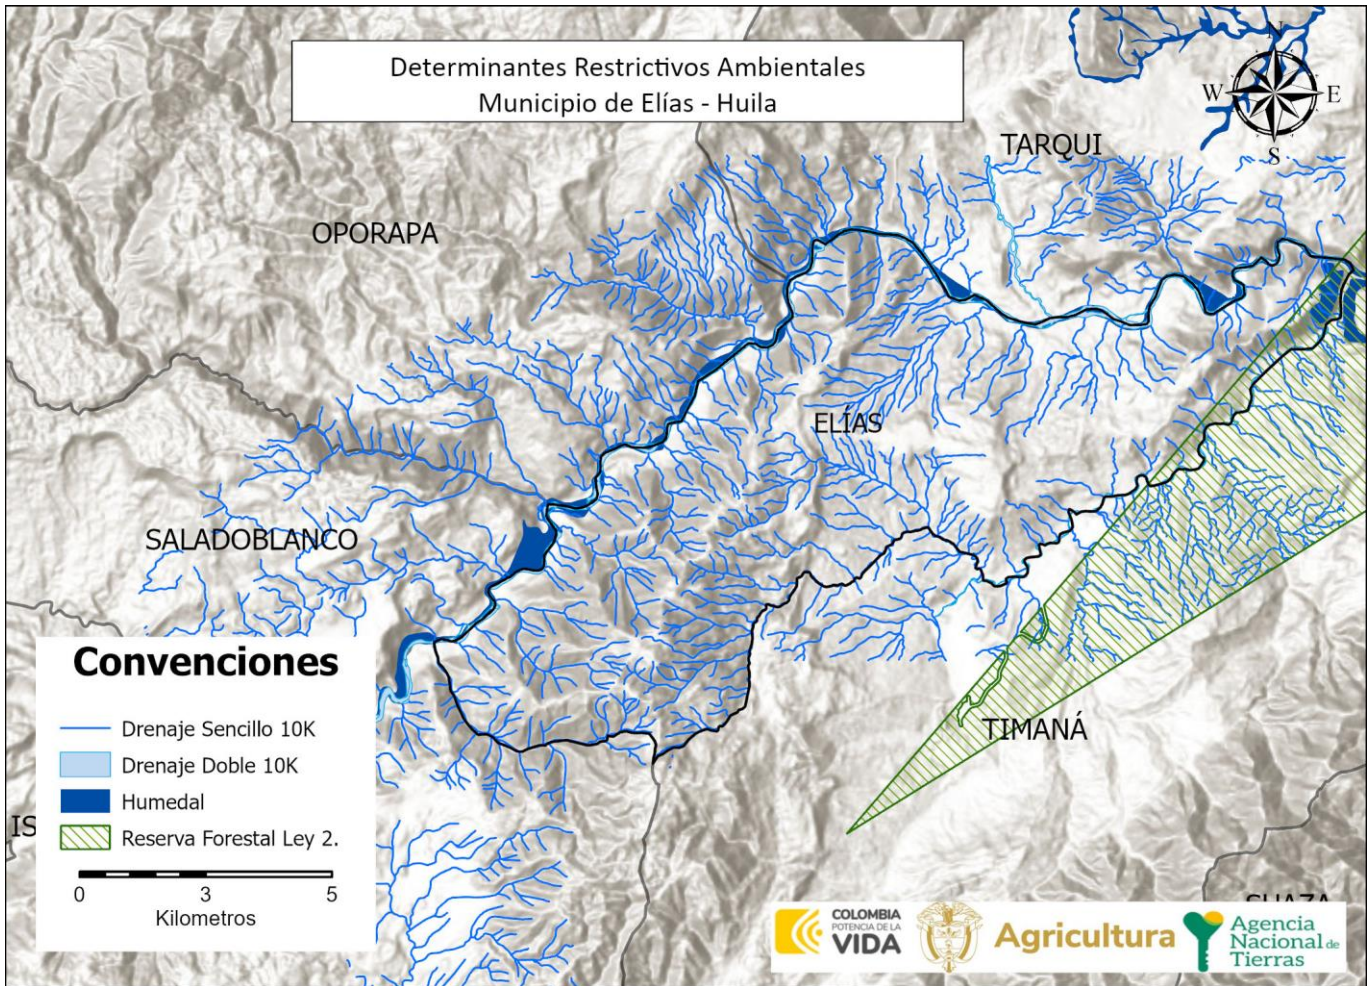 Determinantes Restrictivos Ambientales
Municipio de Elías - Huila
N
W E
S
TARQUI
OPORAPA
ELÍAS
SALADOBLANCO
TIMANÁ
IS
Convenciones
Drenaje Sencillo 10K
Drenaje Doble 10K
Humedal
Reserva Forestal Ley 2.
0 3 5
Kilometros
SUAZA
COLOMBIA
POTENCIA DE LA
VIDA
Agricultura
Agencia
Nacional de
Tierras